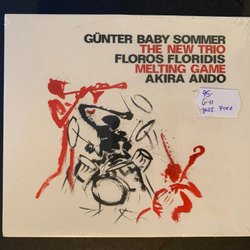 GÜNTER BABY SOMMER
THE NEW TRIO
FLOROS FLORIDIS
MELTING GAME
AKIRA ANDO
95:-
JAZZ FREE